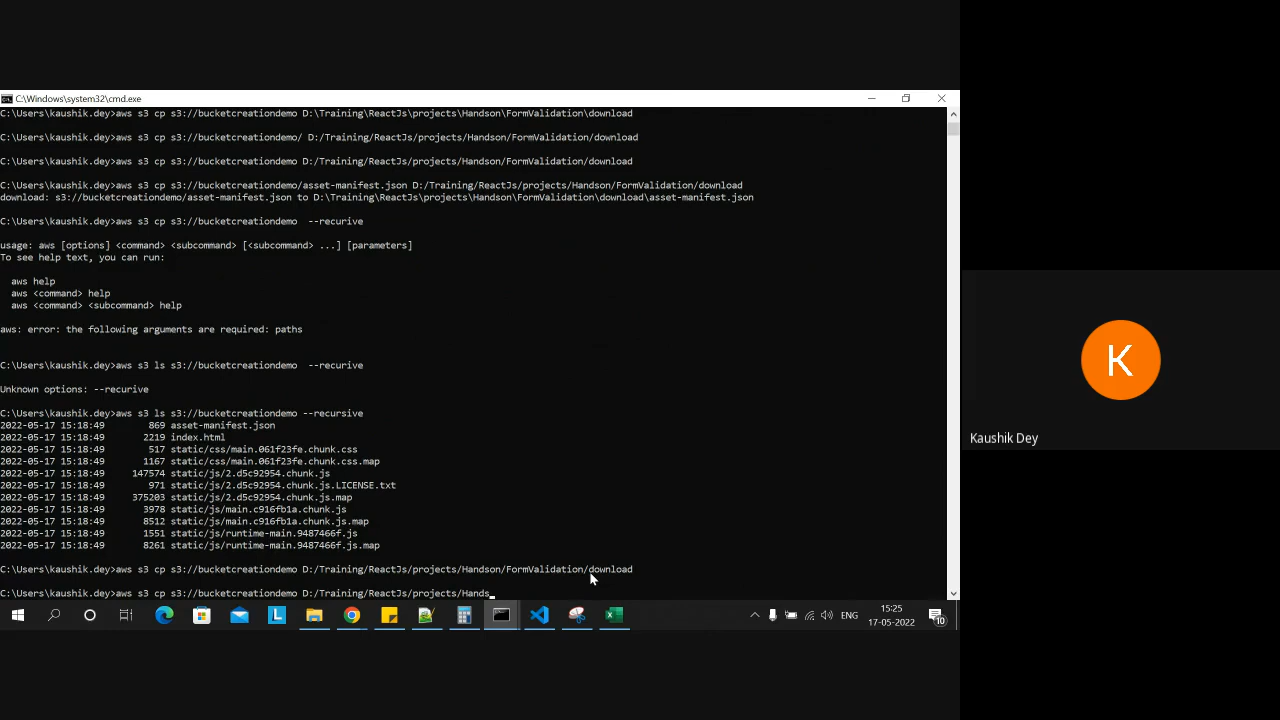 C:\Windows\system32\cmd.exe
C:\Users\kaushik.dey>aws s3 cp s3://bucketcreationdemo D:\Training\ReactJs\projects\Handson\FormValidation\download
C:\Users\kaushik.dey>aws s3 cp s3://bucketcreationdemo/ D:/Training/ReactJs/projects/Handson/FormValidation/download
C:\Users\kaushik.dey>aws s3 cp s3://bucketcreationdemo D:/Training/ReactJs/projects/Handson/FormValidation/download
C:\Users\kaushik.dey>aws s3 cp s3://bucketcreationdemo/asset-manifest.json D:/Training/ReactJs/projects/Handson/FormValidation/download
download: s3://bucketcreationdemo/asset-manifest.json to D:\Training\ReactJs\projects\Handson\FormValidation\download\asset-manifest.json
C:\Users\kaushik.dey>aws s3 cp s3://bucketcreationdemo  --recurive
usage: aws [options] <command> <subcommand> [<subcommand> ...] [parameters]
To see help text, you can run:
aws help
aws <command> help
aws <command> <subcommand> help
aws: error: the following arguments are required: paths
C:\Users\kaushik.dey>aws s3 ls s3://bucketcreationdemo  --recurive
Unknown options: --recurive
C:\Users\kaushik.dey>aws s3 ls s3://bucketcreationdemo --recursive
2022-05-17 15:18:49 869 asset-manifest.json
2022-05-17 15:18:49 2219 index.html
2022-05-17 15:18:49 517 static/css/main.061f23fe.chunk.css
2022-05-17 15:18:49 1167 static/css/main.061f23fe.chunk.css.map
2022-05-17 15:18:49 147574 static/js/2.d5c92954.chunk.js
2022-05-17 15:18:49 971 static/js/2.d5c92954.chunk.js.LICENSE.txt
2022-05-17 15:18:49 375203 static/js/2.d5c92954.chunk.js.map
2022-05-17 15:18:49 3978 static/js/main.c916fb1a.chunk.js
2022-05-17 15:18:49 8512 static/js/main.c916fb1a.chunk.js.map
2022-05-17 15:18:49 1551 static/js/runtime-main.9487466f.js
2022-05-17 15:18:49 8261 static/js/runtime-main.9487466f.js.map
C:\Users\kaushik.dey>aws s3 cp s3://bucketcreationdemo D:/Training/ReactJs/projects/Handson/FormValidation/download
C:\Users\kaushik.dey>aws s3 cp s3://bucketcreationdemo D:/Training/ReactJs/projects/Hands_
L
ENG
15:25
17-05-2022
10
K
Kaushik Dey